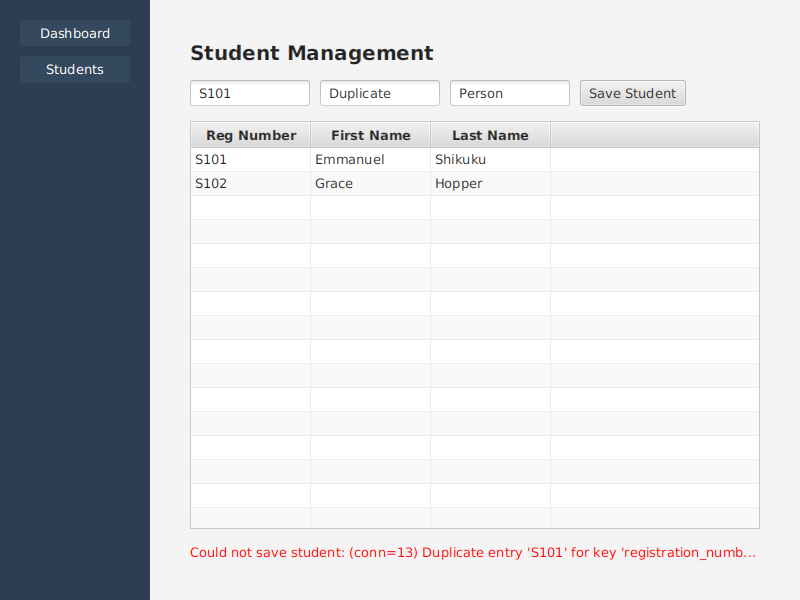 Dashboard
Students
Student Management
S101 Duplicate Person Save Student
Reg Number First Name Last Name
S101 Emmanuel Shikuku
S102 Grace Hopper
Could not save student: (conn=13) Duplicate entry 'S101' for key 'registration_numb...